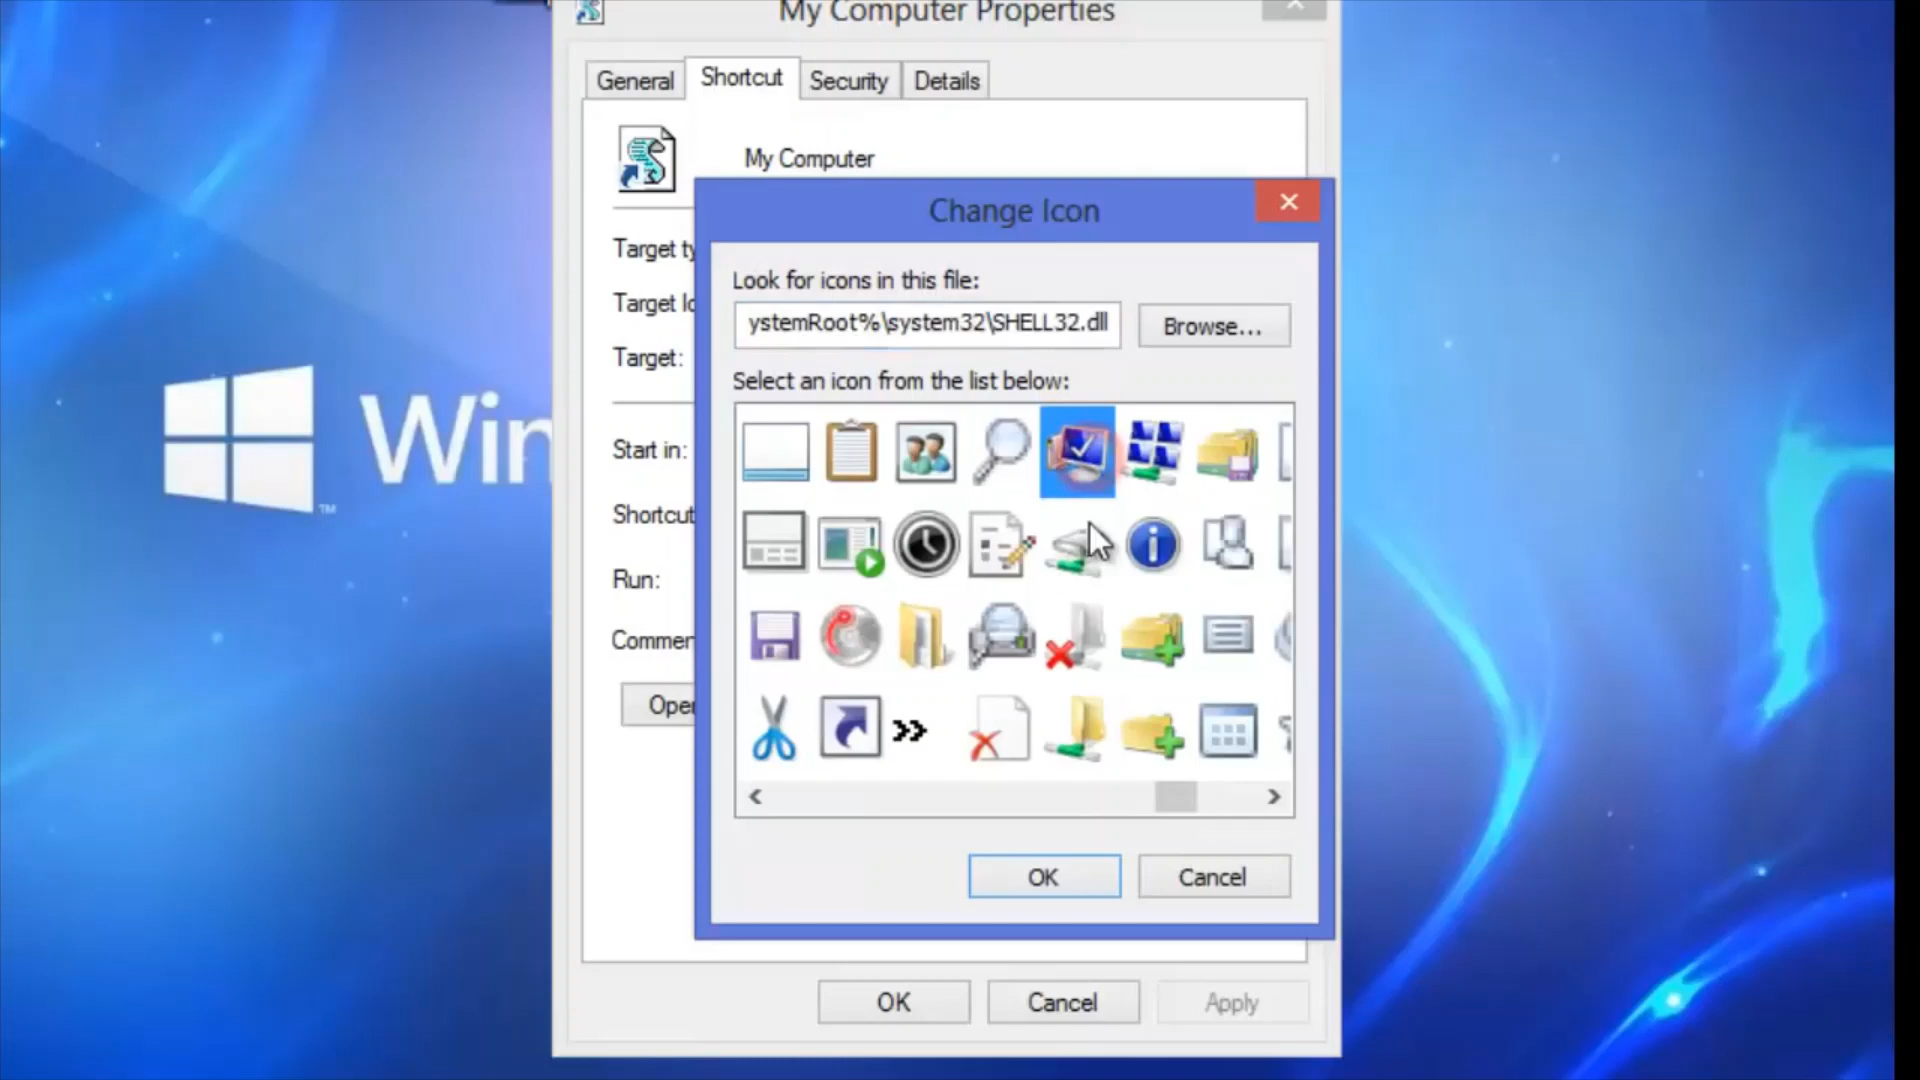 My Computer Properties
General
Shortcut
Security
Details
My Computer
Target ty
Target lo
Target:
Start in:
Shortcut
Run:
Commen
Open
OK
Cancel
Apply
Change Icon
Look for icons in this file:
ystemRoot%\system32\SHELL32.dll
Browse...
Select an icon from the list below:
OK
Cancel
Win
TM